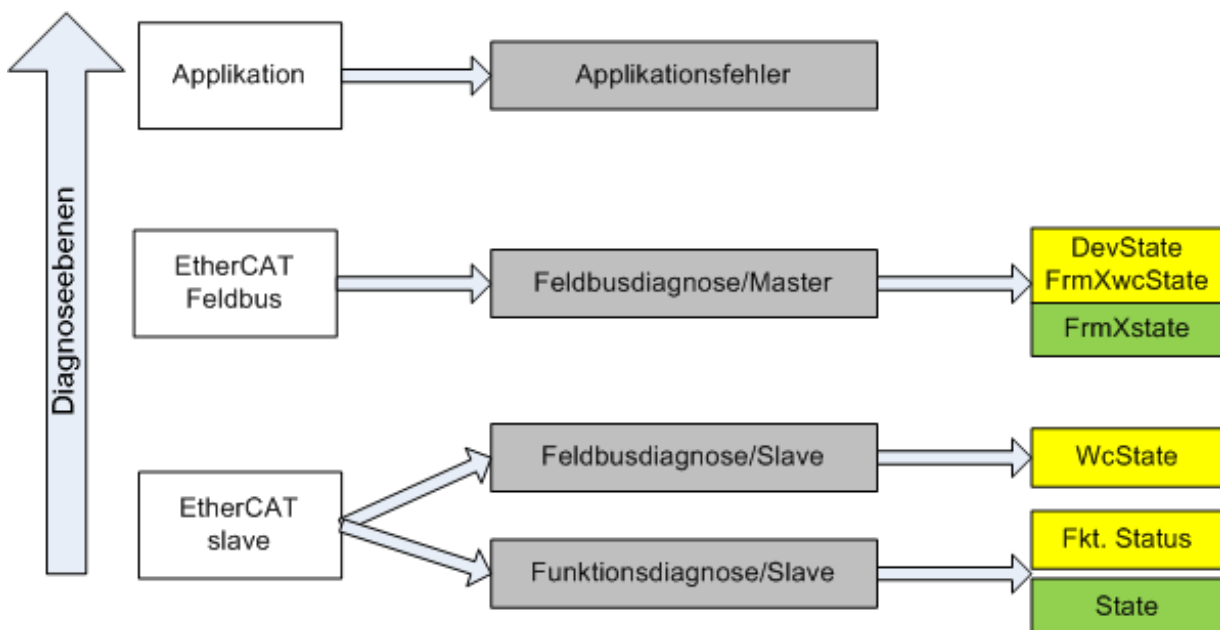 Diagnoseebenen
Applikation
Applikationsfehler
EtherCAT
Feldbus
Feldbusdiagnose/Master
DevState
FrmXwcState
FrmXstate
EtherCAT
slave
Feldbusdiagnose/Slave
WcState
Funktionsdiagnose/Slave
Fkt. Status
State